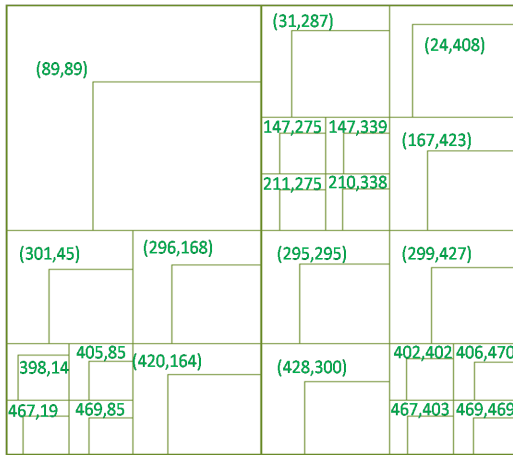 (31,287)
(24,408)
(89,89)
147,275 147,339
(167,423)
211,275 210,338
(301,45) (296,168) (295,295) (299,427)
405,85 402,402 406,470
398,14 (420,164) (428,300)
467,19 469,85 467,403 469,469